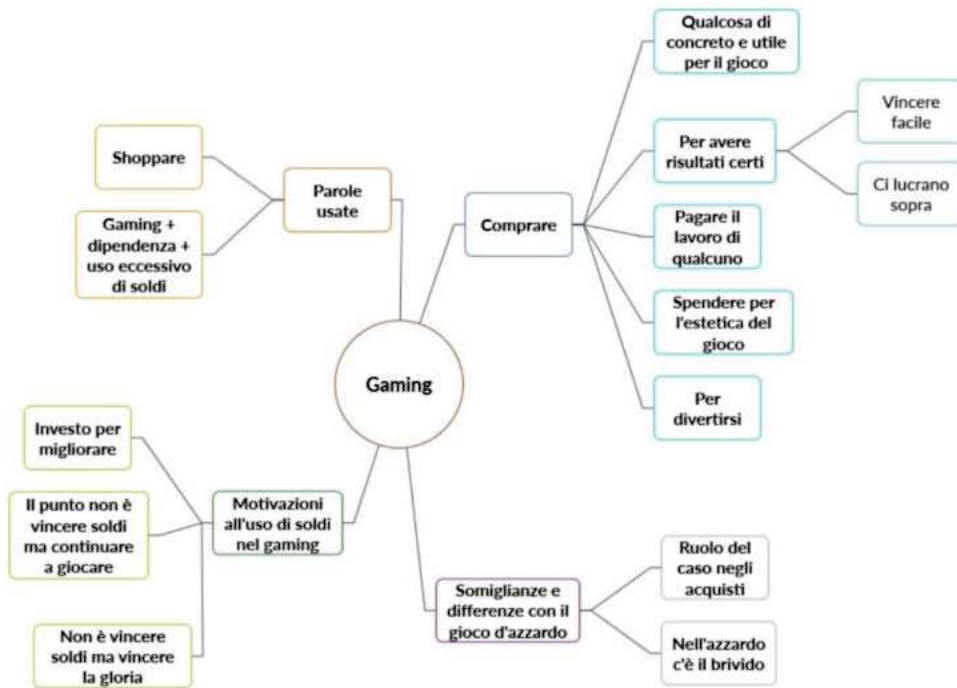 Qualcosa di
concreto e utile
per il gioco
Vincere
facile
Shoppare
Per avere
risultati certi
Parole
usate
Ci lucrano
sopra
Comprare
Gaming +
dipendenza +
uso eccessivo
di soldi
Pagare il
lavoro di
qualcuno
Spendere per
l'estetica del
gioco
Gaming
Per
divertirsi
Investo per
migliorare
Il punto non è
vincere soldi
ma continuare
a giocare
Motivazioni
all'uso di soldi
nel gaming
Ruolo del
caso negli
acquisti
Somiglianze e
differenze con il
gioco d'azzardo
Non è vincere
soldi ma vincere
la gloria
Nell'azzardo
c'è il brivido